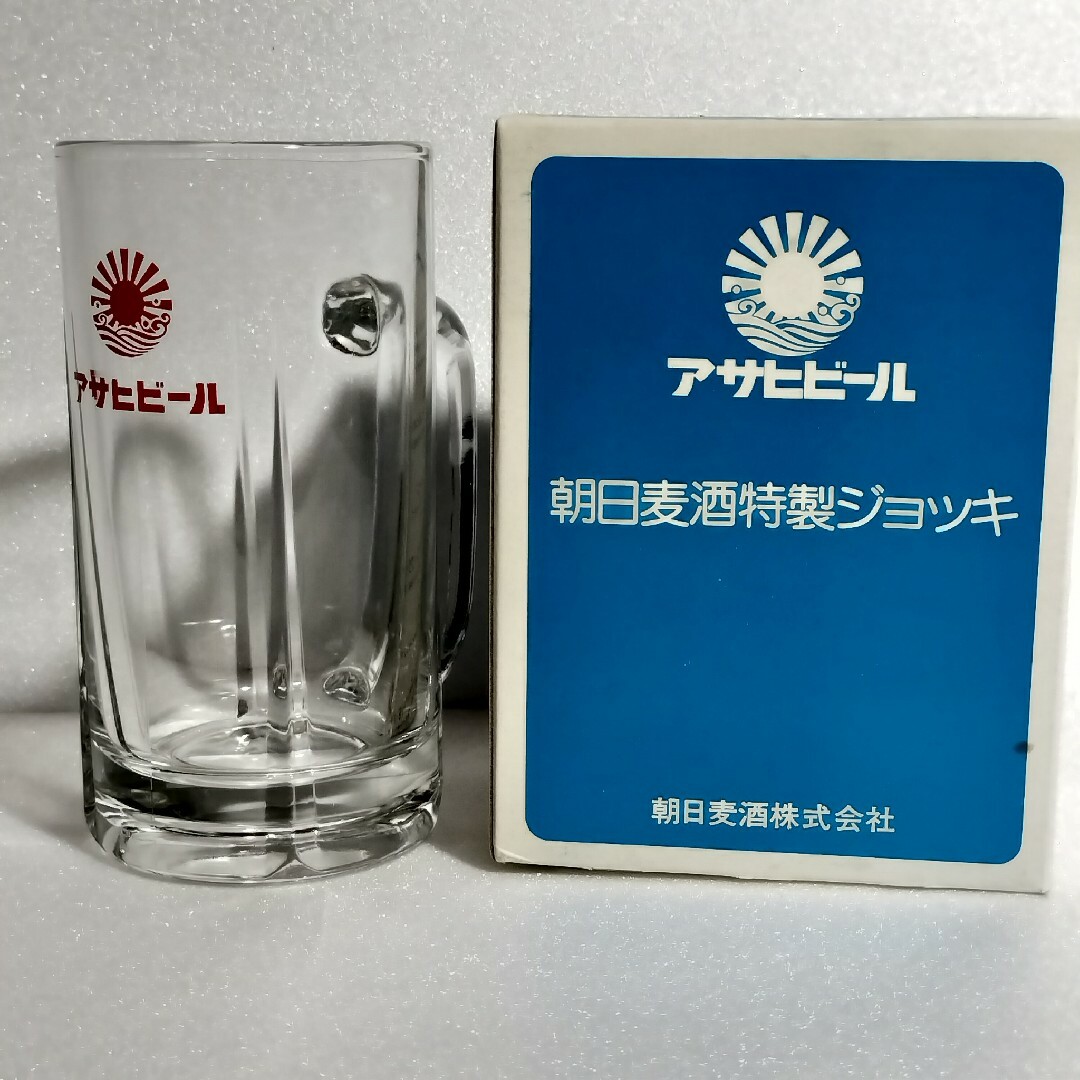 アサヒビール
アサヒビール
朝日麦酒特製ジョッキ
朝日麦酒株式会社